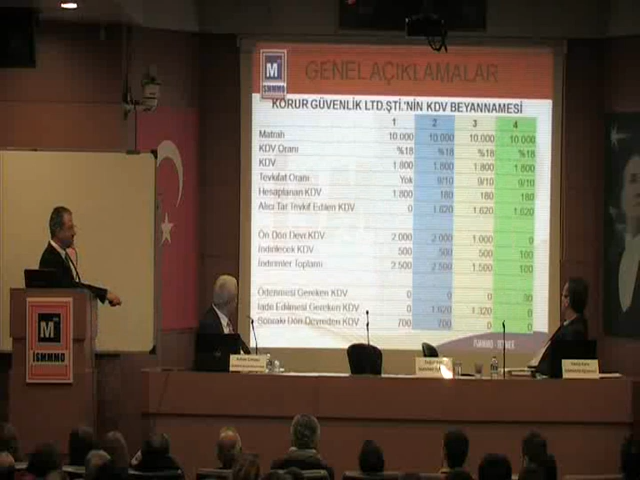 GENEL AÇIKLAMALAR
M
İSMMMO
KORUR GÜVENLİK LTD.ŞTİ.'NİN KDV BEYANNAMESİ
1 2 3 4
Matrah 10.000 10.000 10.000 10.000
KDV Oranı %18 %18 %18 %18
KDV 1.800 1.800 1.800 1.800
Tevkifat Oranı Yok 9/10 9/10 9/10
Hesaplanan KDV 1.800 180 180 180
Alıcı Tar Tevkif Edilen KDV 0 1.620 1.620 1.620
Ön Dön Devr KDV 2.000 2.000 1.000 0
İndirilecek KDV 500 500 500 100
İndirimler Toplamı 2.500 2.500 1.500 100
Ödenmesi Gereken KDV 0 0 0 80
İade Edilmesi Gereken KDV 0 1.620 1.320 0
Sonraki Dön Devreden KDV 700 700 0 0
M
İSMMMO